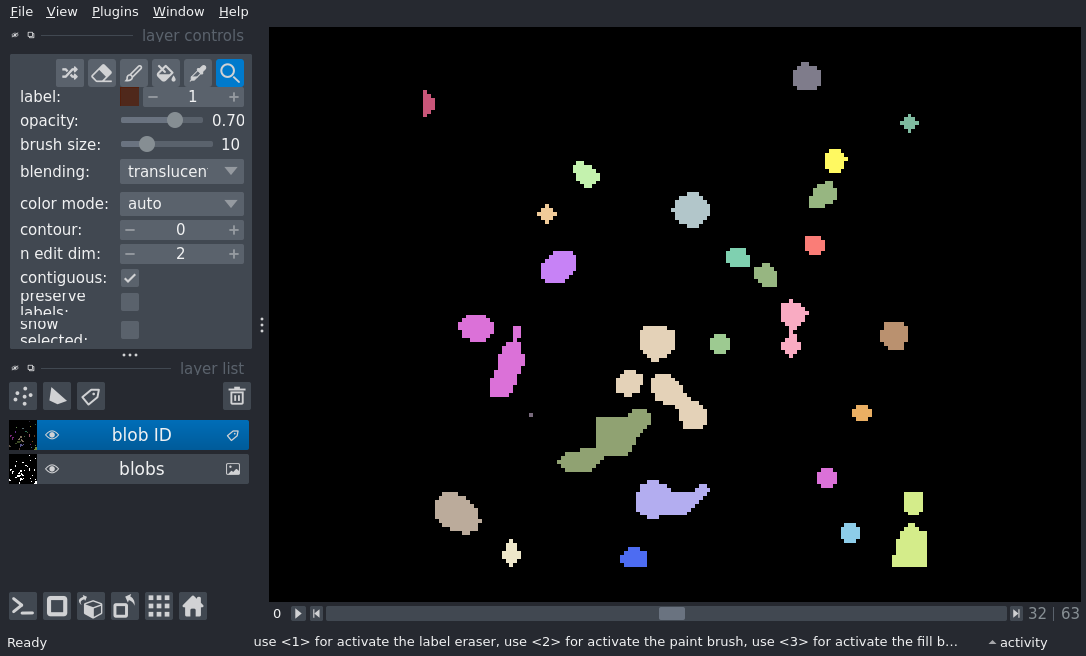 File View Plugins Window Help
layer controls
label: 1
opacity: 0.70
brush size: 10
blending: translucen
color mode: auto
contour: 0
n edit dim: 2
contiguous:
preserve
labels:
show
selected:
layer list
blob ID
blobs
0 32 63
Ready use <1> for activate the label eraser, use <2> for activate the paint brush, use <3> for activate the fill b... activity